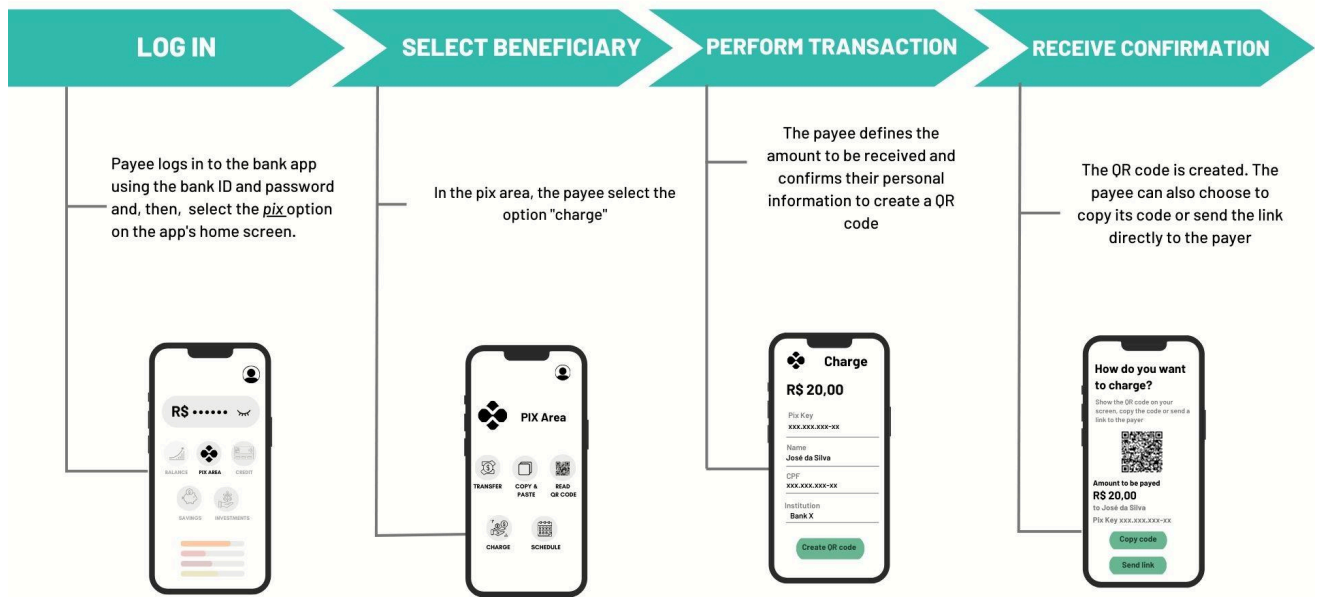 LOG IN
SELECT BENEFICIARY
PERFORM TRANSACTION
RECEIVE CONFIRMATION
Payee logs in to the bank app
using the bank ID and password
and, then, select the pix option
on the app's home screen.
In the pix area, the payee select the
option "charge"
The payee defines the
amount to be received and
confirms their personal
information to create a QR
code
The QR code is created. The
payee can also choose to
copy its code or send the link
directly to the payer
R$ ••••••
BALANCE PIX AREA CREDIT
SAVINGS INVESTMENTS
PIX Area
TRANSFER COPY & PASTE READ QR CODE
CHARGE SCHEDULE
Charge
R$ 20,00
Pix Key
xxx.xxx.xxx-xx
Name
José da Silva
CPF
xxx.xxx.xxx-xx
Institution
Bank X
Create QR code
How do you want
to charge?
Show the QR code on your
screen, copy the code or send a
link to the payer
Amount to be payed
R$ 20,00
to José da Silva
Pix Key xxx.xxx.xxx-xx
Copy code
Send link